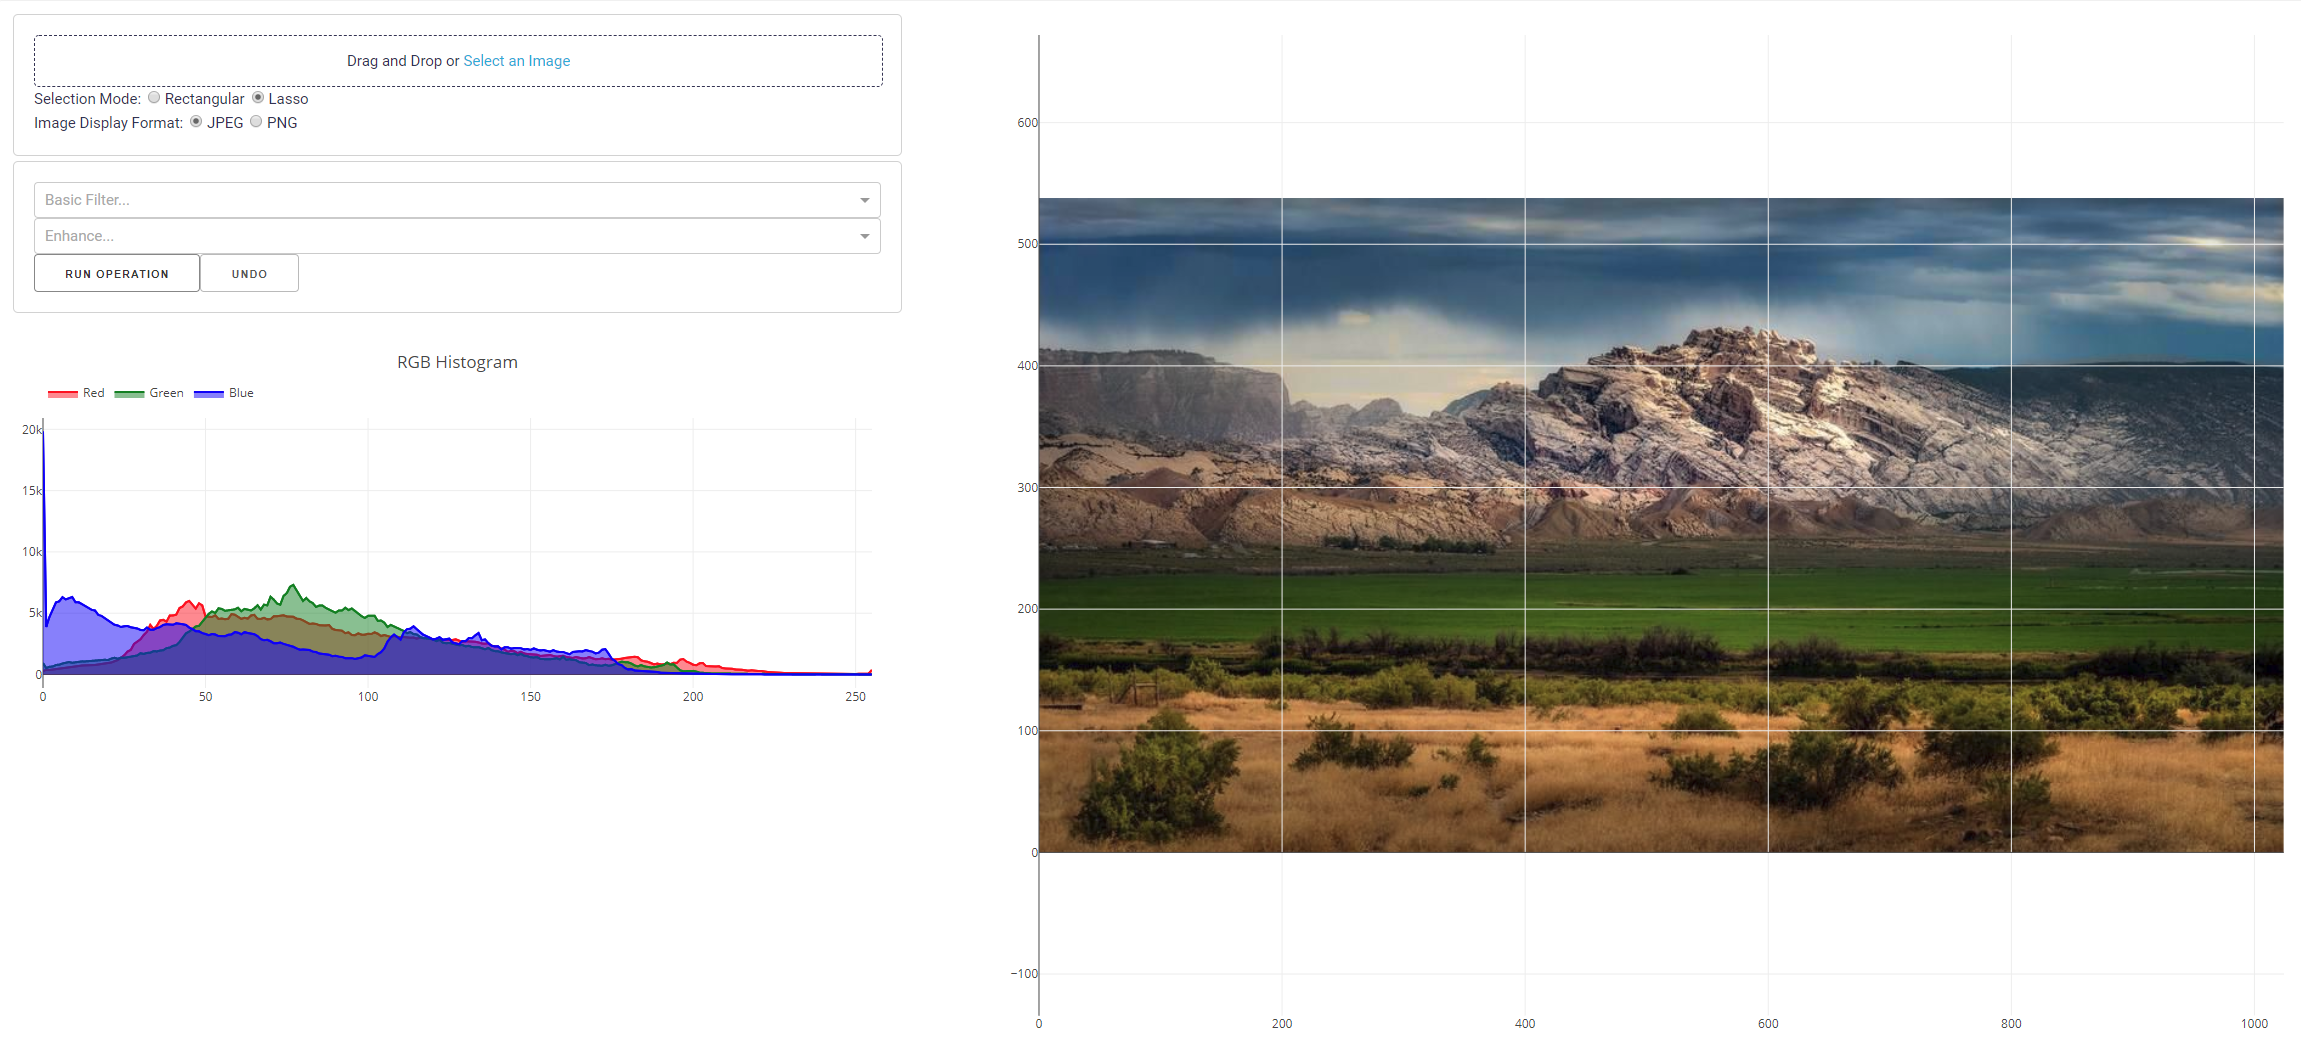 Drag and Drop or Select an Image
Selection Mode: Rectangular Lasso
Image Display Format: JPEG PNG
Basic Filter...
Enhance...
RUN OPERATION UNDO
RGB Histogram
Red Green Blue
20k
15k
10k
5k
0
0 50 100 150 200 250
600
500
400
300
200
100
0
−100
0 200 400 600 800 1000